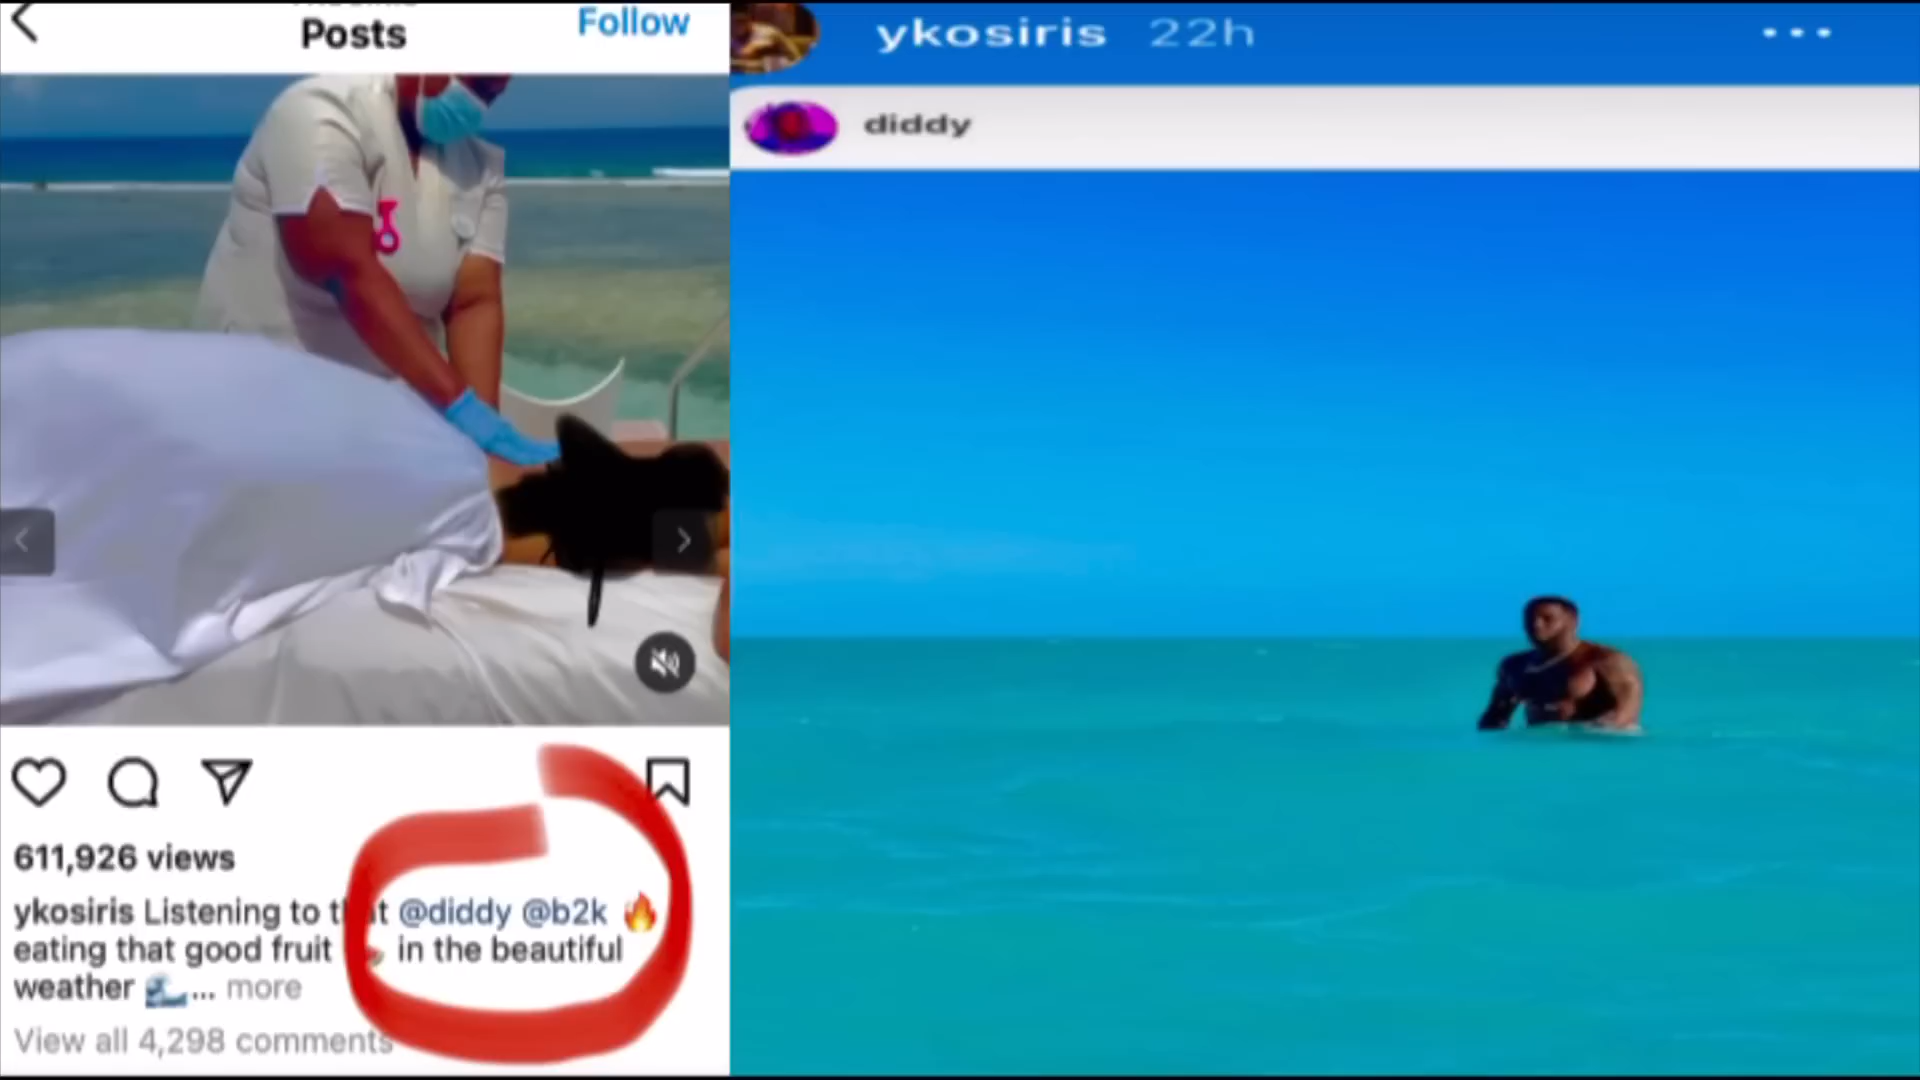 Posts
Follow
611,926 views
ykosiris Listening to that @diddy @b2k 🔥
eating that good fruit in the beautiful
weather 🌊... more
View all 4,298 comments
ykosiris 22h
diddy